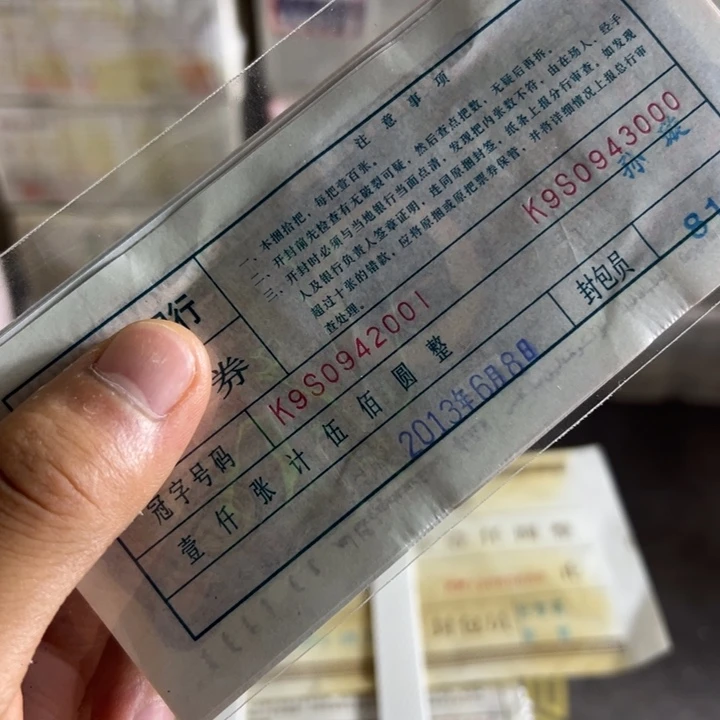 注意事项
一、本捆拾把，每把壹百张。
二、开封前先检查有无破裂可疑，然后查点把数，无疑后再拆。
三、开封时必须与当地银行当面点清，发现把内张数不符，由在场人、经手
人及银行负责人签章证明，连同原捆封签，纸条上报分行审查，如发现
超过十张的错款，应将原捆或原把票券保留，并将详细情况上报总行审
查处理。
行
券
冠字号码 K9S0942001 K9S0943000
壹仟张计伍佰圆整 封包员 81
2013年6月8日